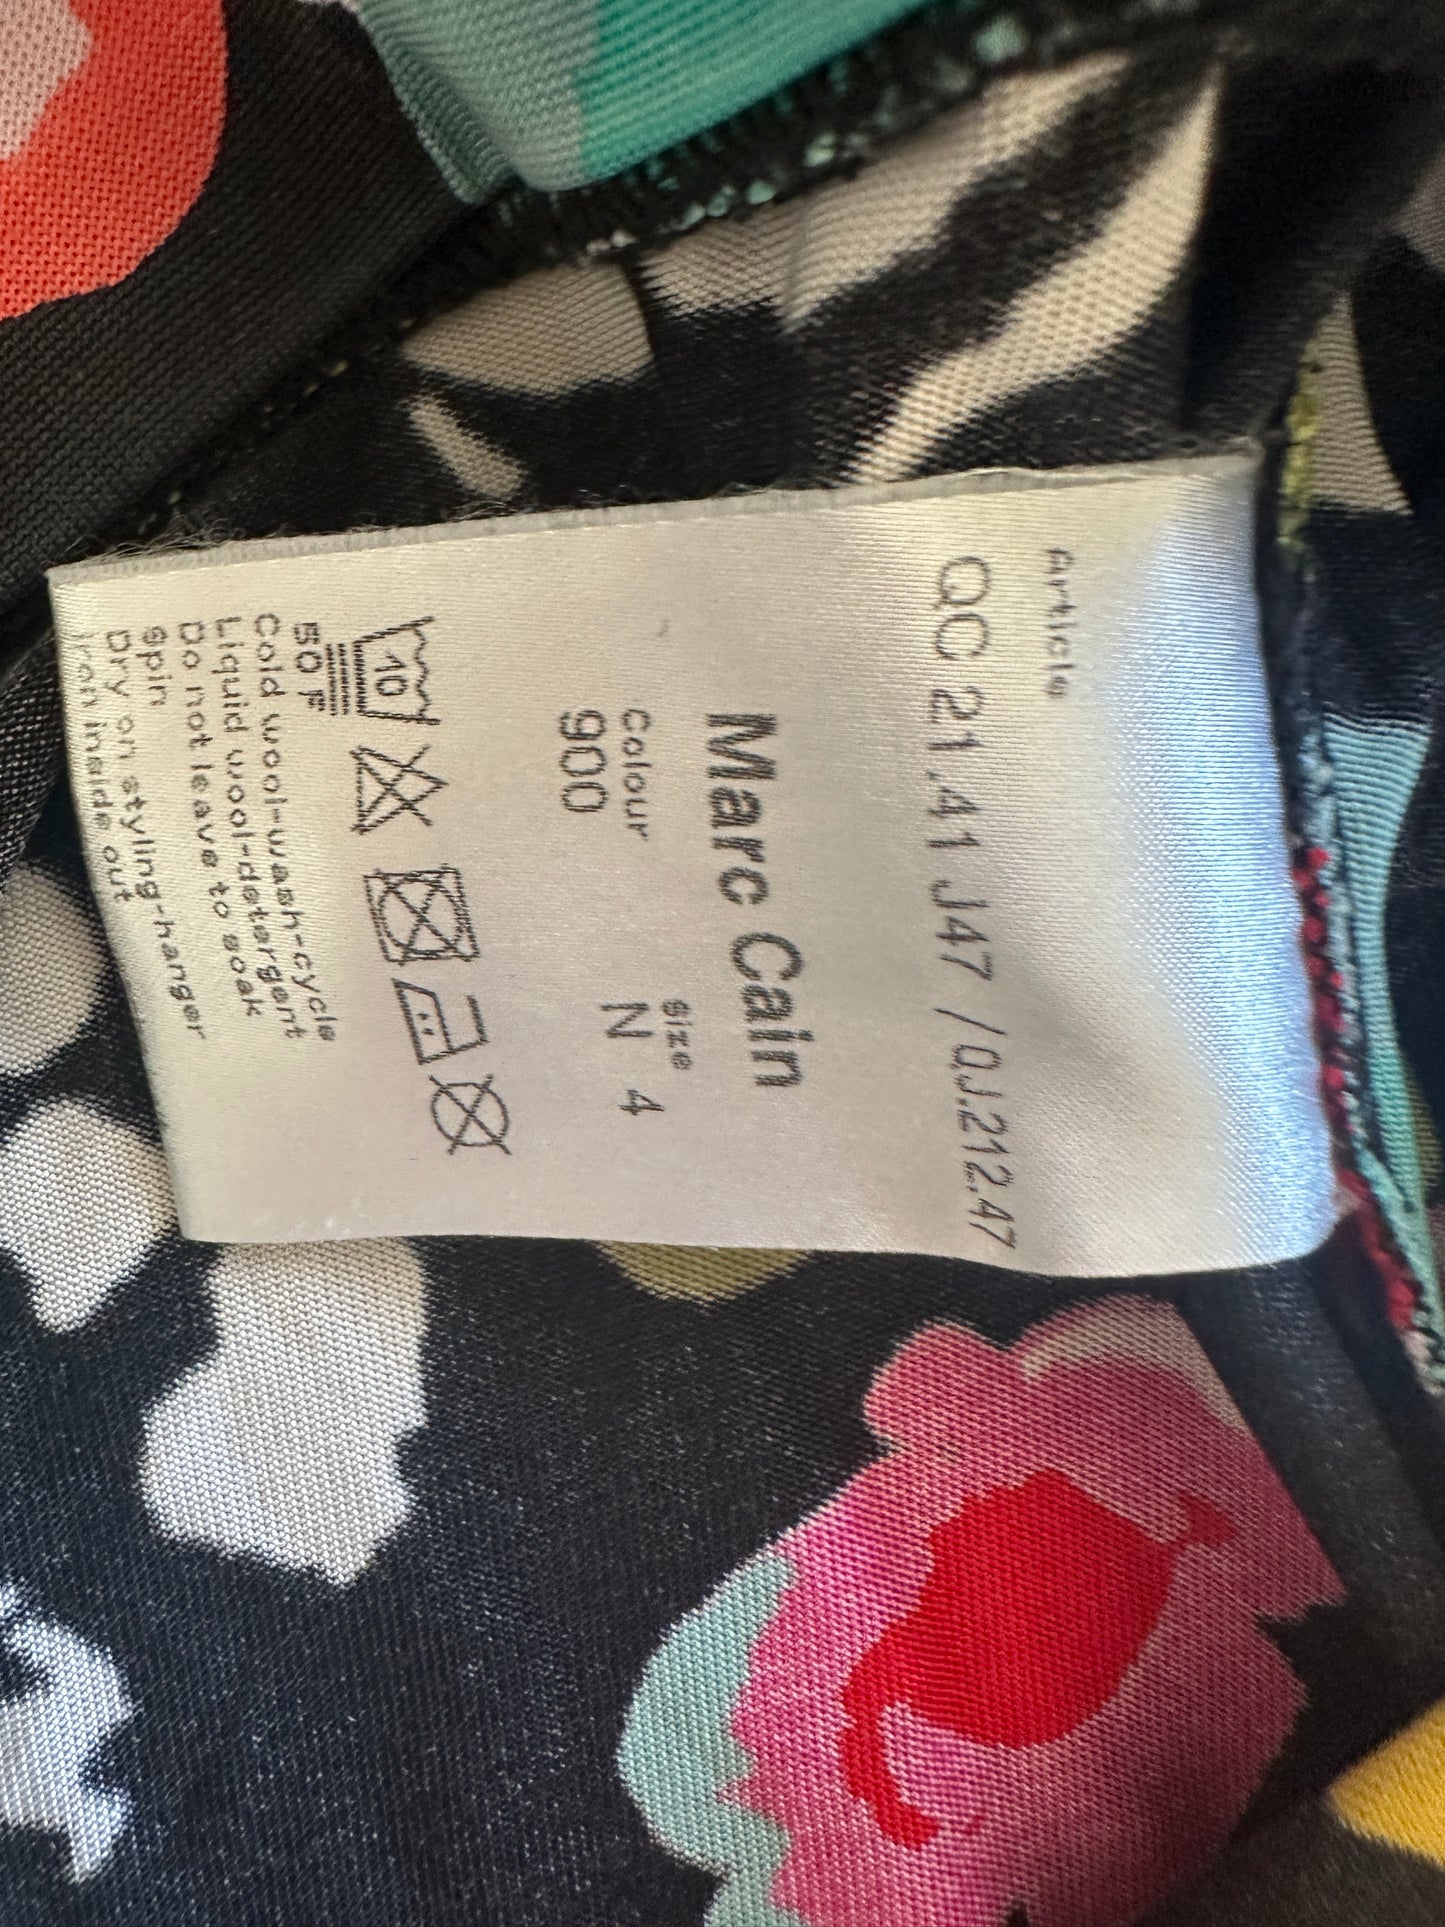 Article
QC 21.41 J47 /QJ.212.47
Marc Cain
Colour Size
900 N 4
10
50 F
Cold wool-wash-cycle
Liquid wool-detergent
Do not leave to soak
Spin
Dry on styling-hanger
Iron inside out